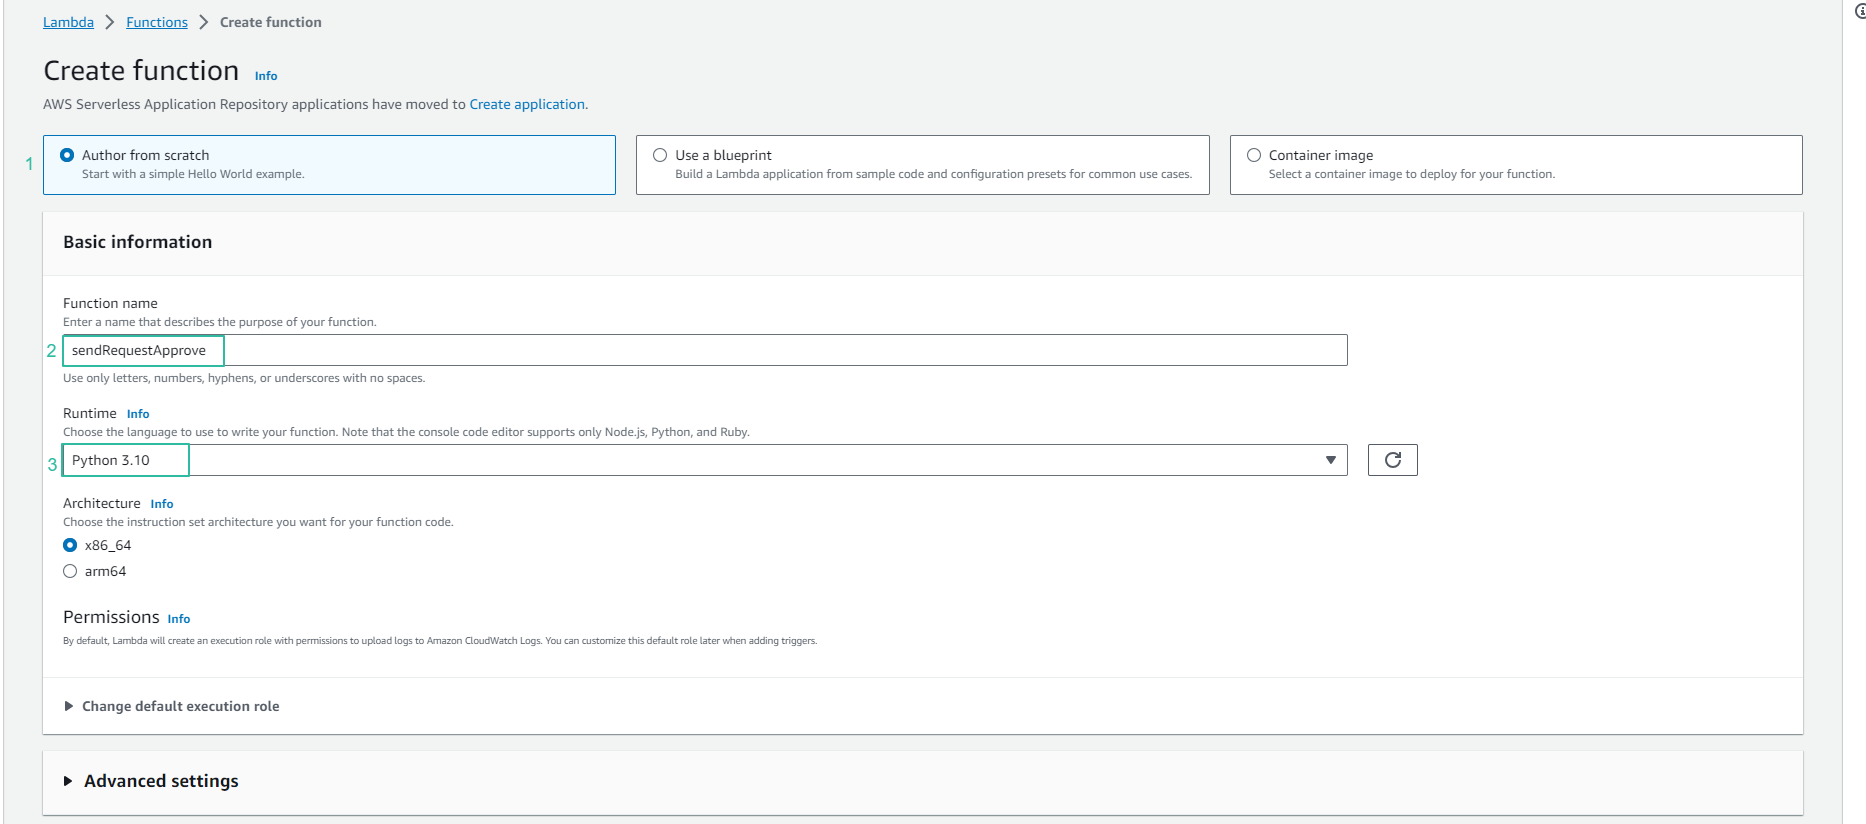 Lambda > Functions > Create function
Create function Info
AWS Serverless Application Repository applications have moved to Create application.
1
Author from scratch
Start with a simple Hello World example.
Use a blueprint
Build a Lambda application from sample code and configuration presets for common use cases.
Container image
Select a container image to deploy for your function.
Basic information
Function name
Enter a name that describes the purpose of your function.
2 sendRequestApprove
Use only letters, numbers, hyphens, or underscores with no spaces.
Runtime Info
Choose the language to use to write your function. Note that the console code editor supports only Node.js, Python, and Ruby.
3 Python 3.10
Architecture Info
Choose the instruction set architecture you want for your function code.
x86_64
arm64
Permissions Info
By default, Lambda will create an execution role with permissions to upload logs to Amazon CloudWatch Logs. You can customize this default role later when adding triggers.
Change default execution role
Advanced settings